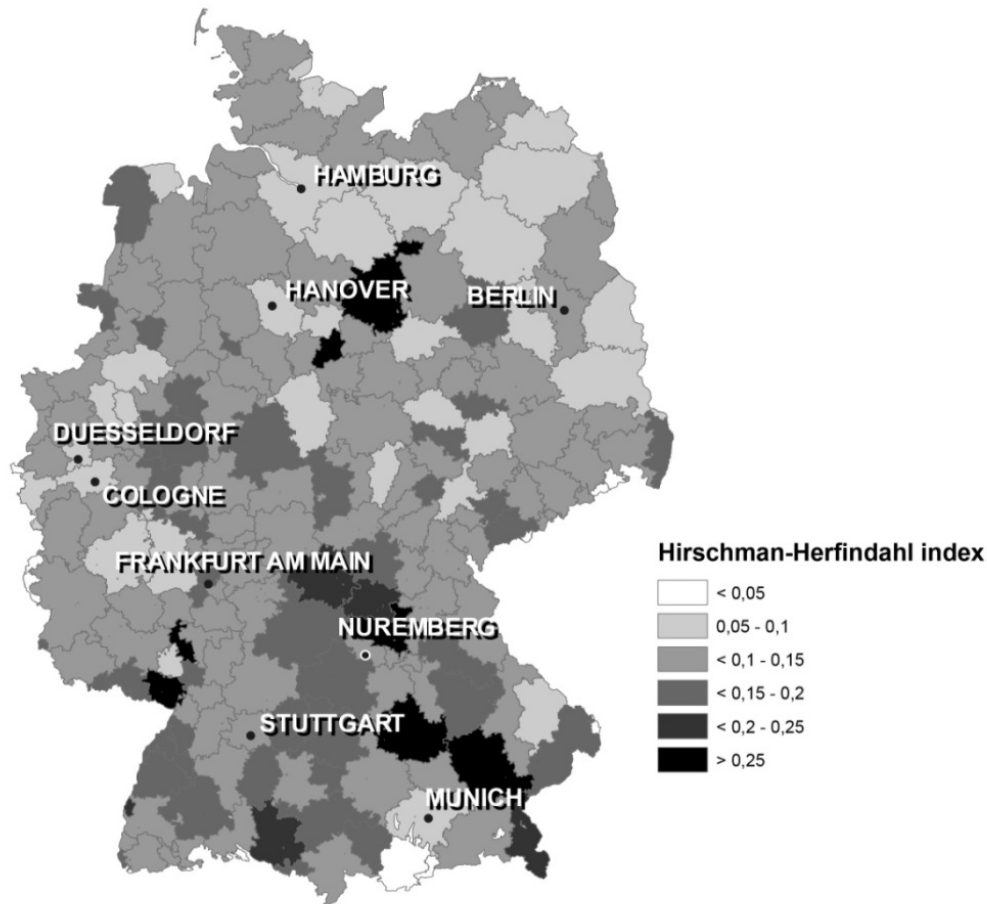 HAMBURG
HANOVER
BERLIN
DUESSELDORF
COLOGNE
FRANKFURT AM MAIN
NUREMBERG
STUTTGART
MUNICH
Hirschman-Herfindahl index
< 0,05
0,05 - 0,1
< 0,1 - 0,15
< 0,15 - 0,2
< 0,2 - 0,25
> 0,25